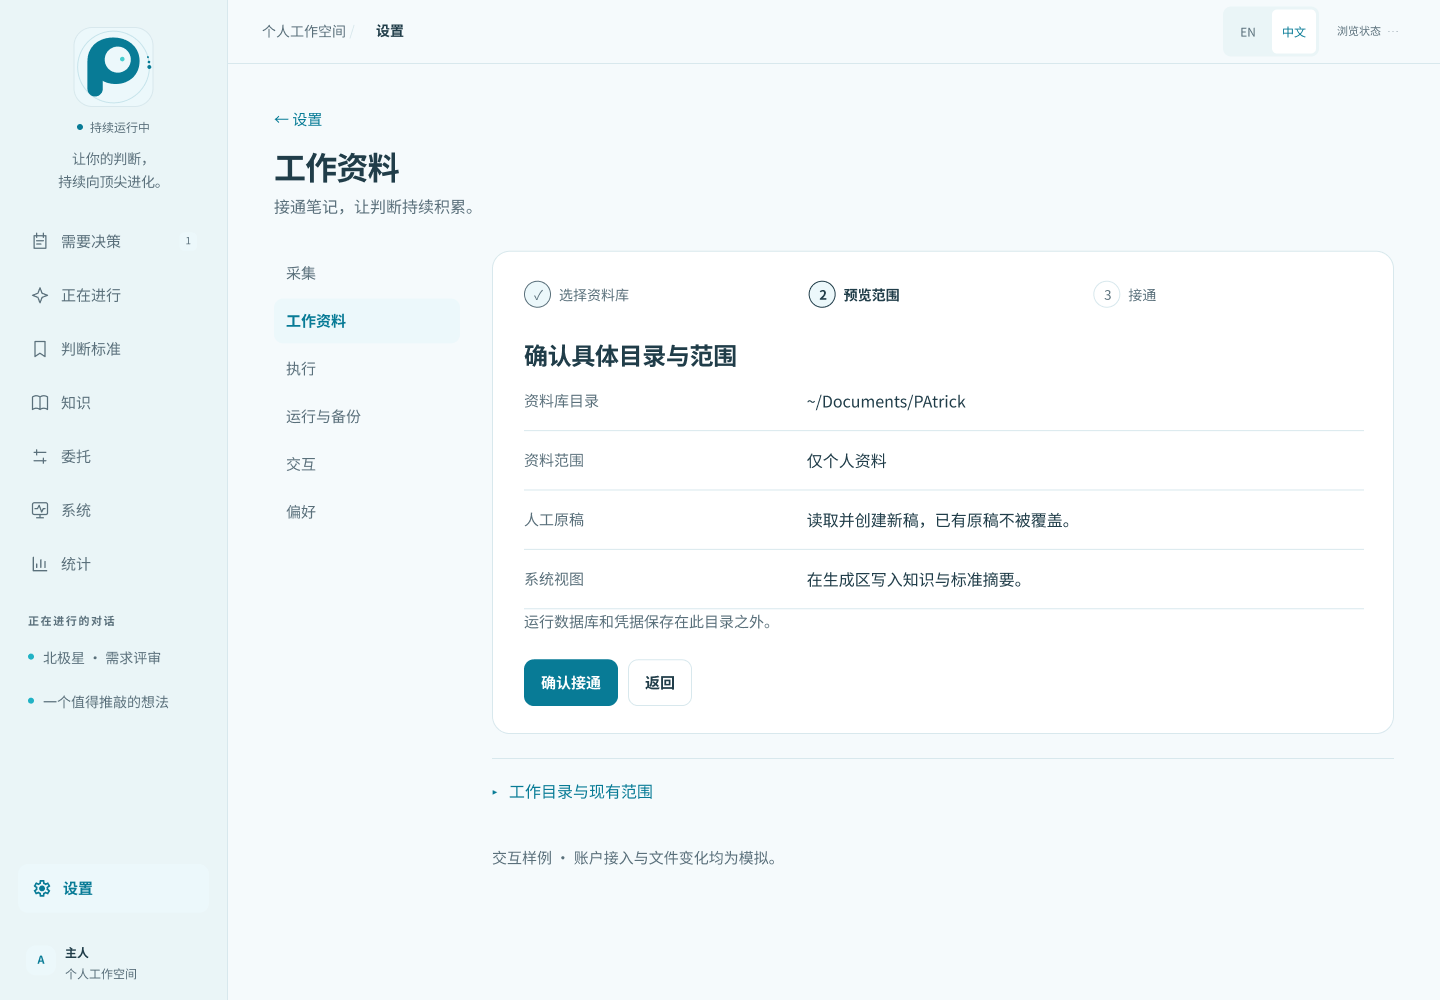 持续运行中
让你的判断，
持续向顶尖进化。
需要决策 1
正在进行
判断标准
知识
委托
系统
统计
正在进行的对话
北极星 · 需求评审
一个值得推敲的想法
设置
A
主人
个人工作空间
个人工作空间 / 设置
EN 中文 浏览状态 ···
← 设置
工作资料
接通笔记，让判断持续积累。
采集
工作资料
执行
运行与备份
交互
偏好
✓ 选择资料库 2 预览范围 3 接通
确认具体目录与范围
资料库目录 ~/Documents/PAtrick
资料范围 仅个人资料
人工原稿 读取并创建新稿，已有原稿不被覆盖。
系统视图 在生成区写入知识与标准摘要。
运行数据库和凭据保存在此目录之外。
确认接通 返回
▸ 工作目录与现有范围
交互样例 · 账户接入与文件变化均为模拟。